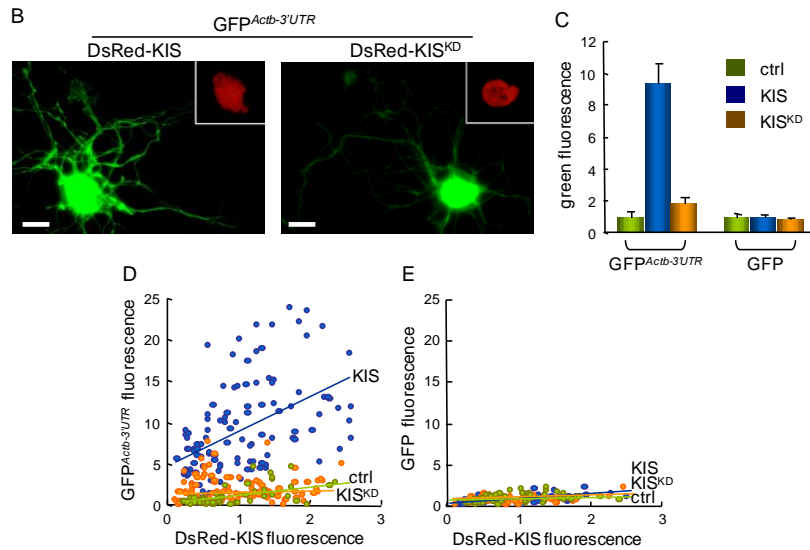 B
GFP^Actb-3'UTR
DsRed-KIS
DsRed-KIS^KD
C
green fluorescence
12
10
8
6
4
2
0
ctrl
KIS
KIS^KD
GFP^Actb-3'UTR
GFP
D
GFP^Actb-3'UTR fluorescence
25
20
15
10
5
0
KIS
ctrl
KIS^KD
0
1
2
3
DsRed-KIS fluorescence
E
GFP fluorescence
25
20
15
10
5
0
KIS
KIS^KD
ctrl
0
1
2
3
DsRed-KIS fluorescence